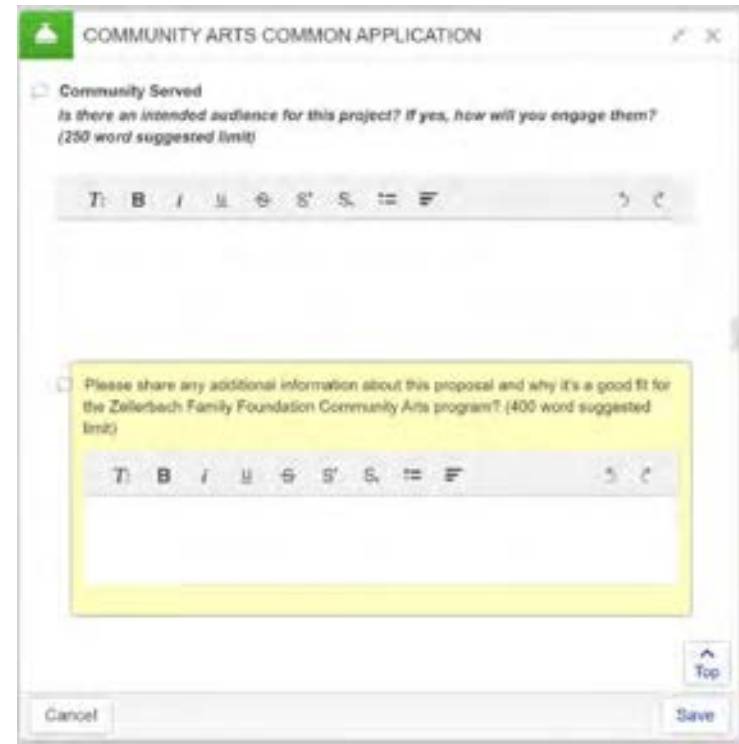 COMMUNITY ARTS COMMON APPLICATION
Community Served
Is there an intended audience for this project? If yes, how will you engage them?
(250 word suggested limit)
Please share any additional information about this proposal and why it's a good fit for
the Zellerbach Family Foundation Community Arts program? (400 word suggested
limit)
Top
Cancel
Save